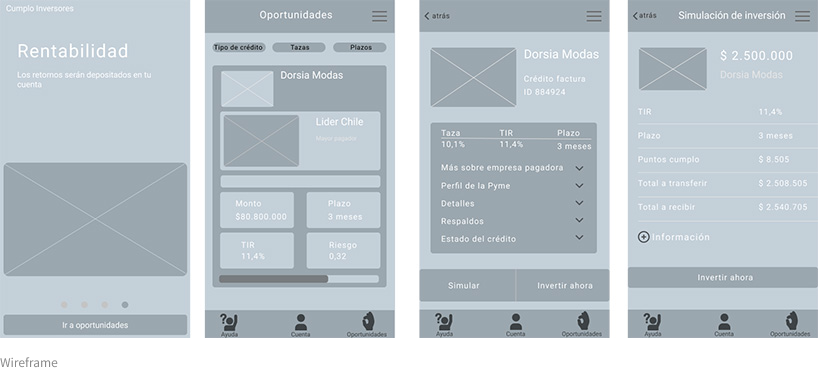 Cumplo Inversores
Rentabilidad
Los retornos serán depositados en tu
cuenta
Ir a oportunidades
Oportunidades
Tipo de crédito
Tazas
Plazos
Dorsia Modas
Lider Chile
Mejor pagador
Monto
$80.800.000
Plazo
3 meses
TIR
11,4%
Riesgo
0,32
Ayuda
Cuenta
Oportunidades
atrás
Dorsia Modas
Crédito factura
ID 884924
Taza TIR Plazo
10,1% 11,4% 3 meses
Más sobre empresa pagadora
Perfil de la Pyme
Detalles
Respaldos
Estado del crédito
Simular
Invertir ahora
Ayuda
Cuenta
Oportunidades
atrás
Simulación de inversión
$ 2.500.000
Dorsia Modas
TIR 11,4%
Plazo 3 meses
Puntos cumplo $ 8.505
Total a transferir $ 2.508.505
Total a recibir $ 2.540.705
Información
Invertir ahora
Ayuda
Cuenta
Oportunidades
Wireframe